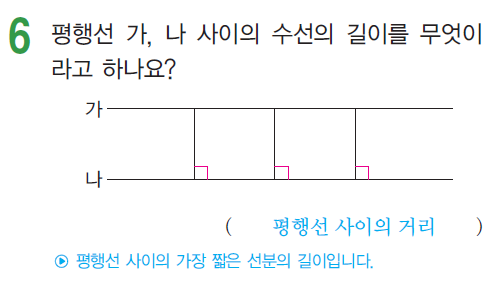 6 평행선 가, 나 사이의 수선의 길이를 무엇이
라고 하나요?
가
나
( 평행선 사이의 거리 )
▷ 평행선 사이의 가장 짧은 선분의 길이입니다.